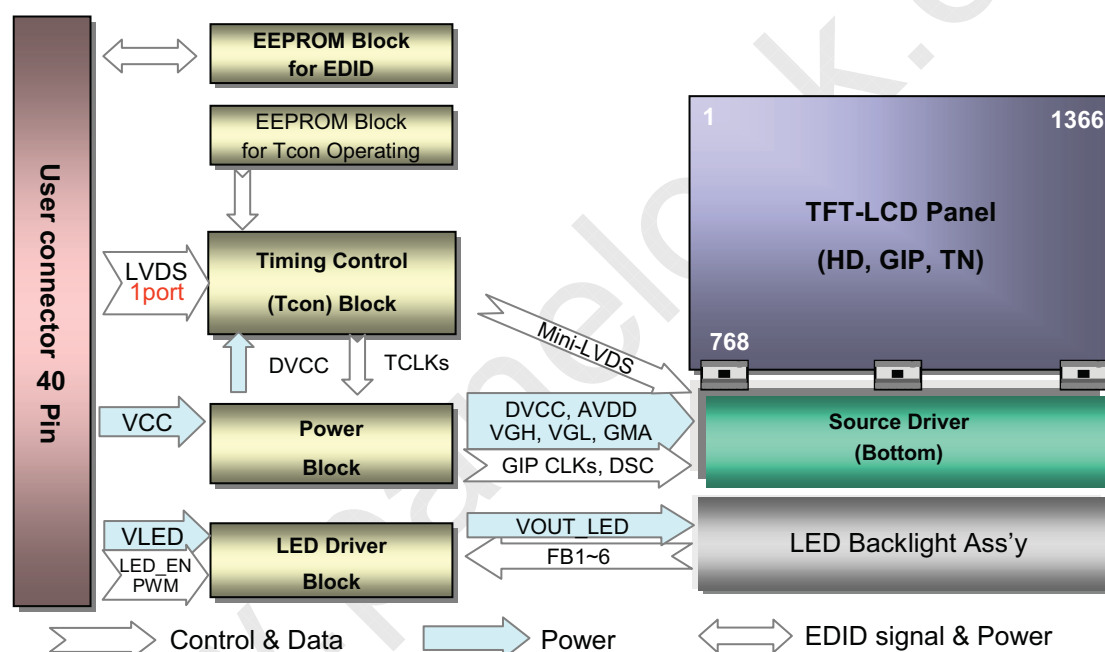 User connector 40 Pin
EEPROM Block
for EDID
EEPROM Block
for Tcon Operating
LVDS
1port
Timing Control
(Tcon) Block
DVCC
TCLKs
Mini-LVDS
VCC
Power
Block
DVCC, AVDD
VGH, VGL, GMA
GIP CLKs, DSC
VLED
LED_EN
PWM
LED Driver
Block
VOUT_LED
FB1~6
1
1366
TFT-LCD Panel
(HD, GIP, TN)
768
Source Driver
(Bottom)
LED Backlight Ass'y
Control & Data
Power
EDID signal & Power